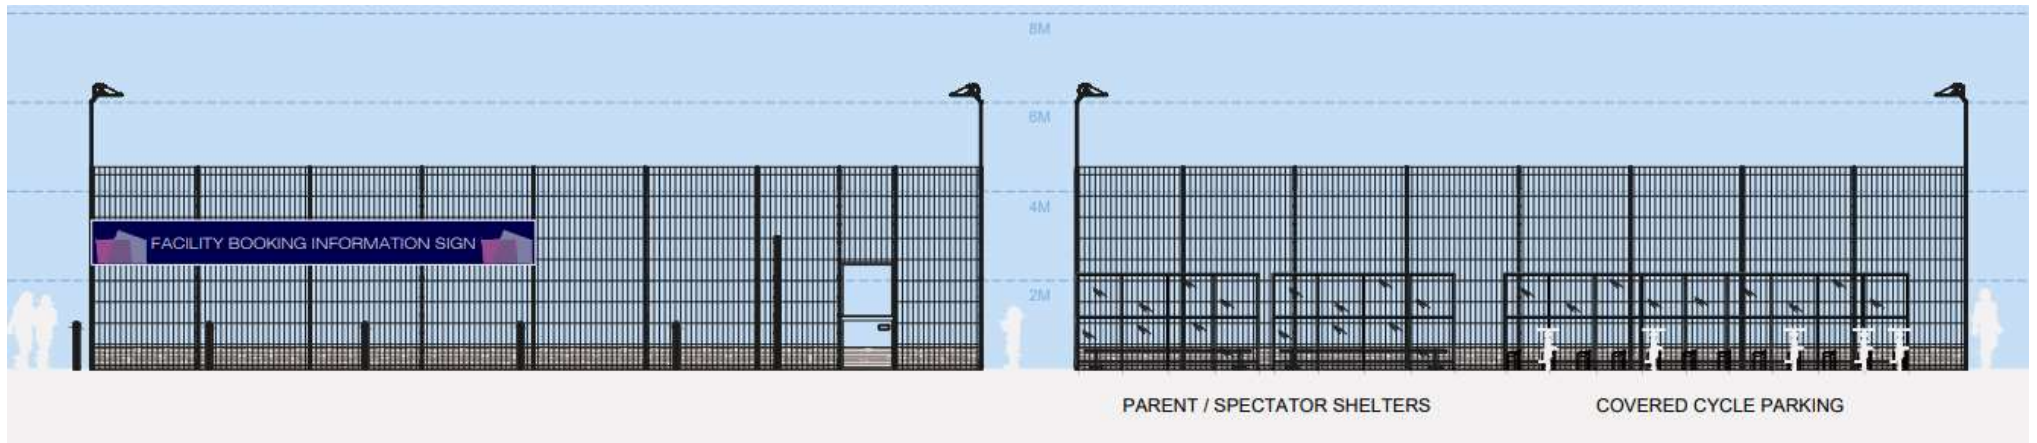 8M
6M
4M
FACILITY BOOKING INFORMATION SIGN
2M
PARENT / SPECTATOR SHELTERS
COVERED CYCLE PARKING